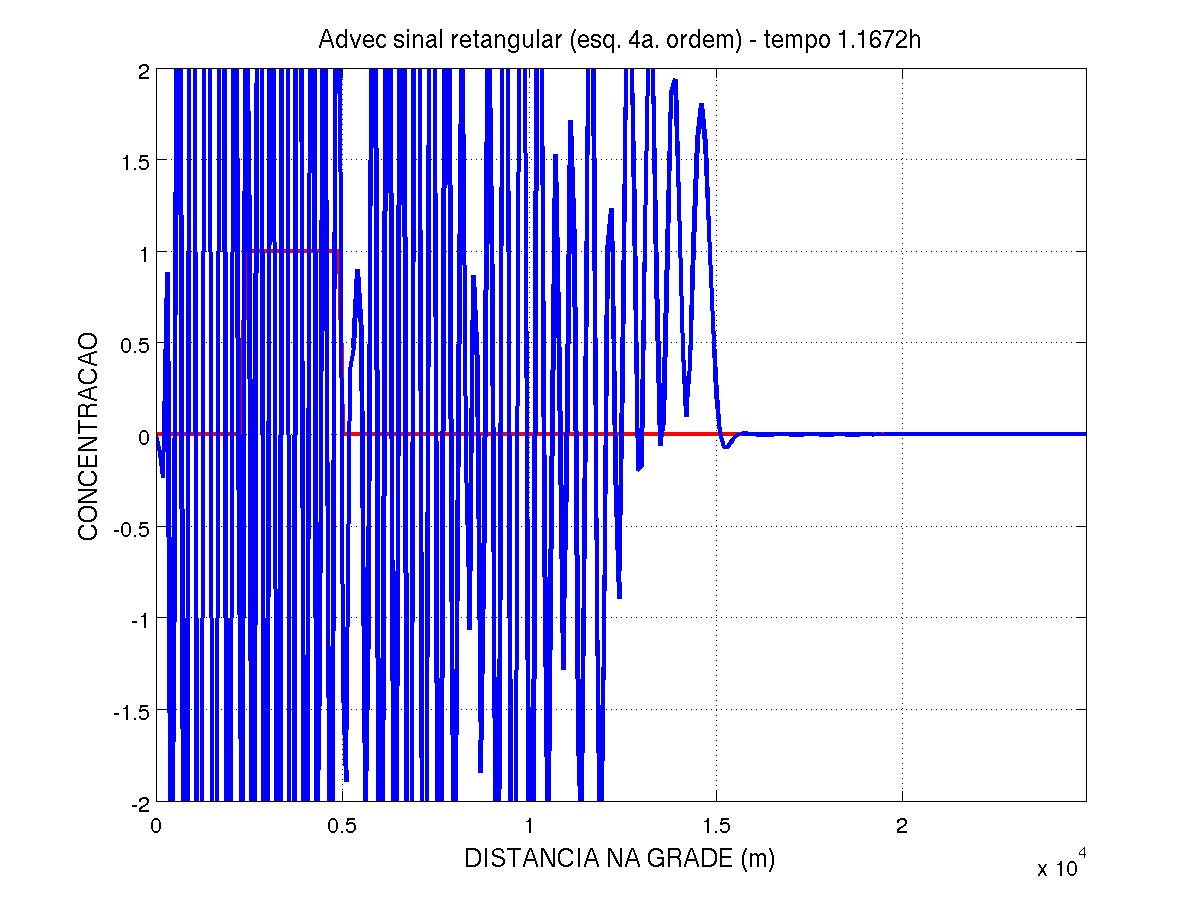 Advec sinal retangular (esq. 4a. ordem) - tempo 1.1672h
2
1.5
1
0.5
0
-0.5
-1
-1.5
-2
CONCENTRACAO
0 0.5 1 1.5 2
DISTANCIA NA GRADE (m)
x 10^4